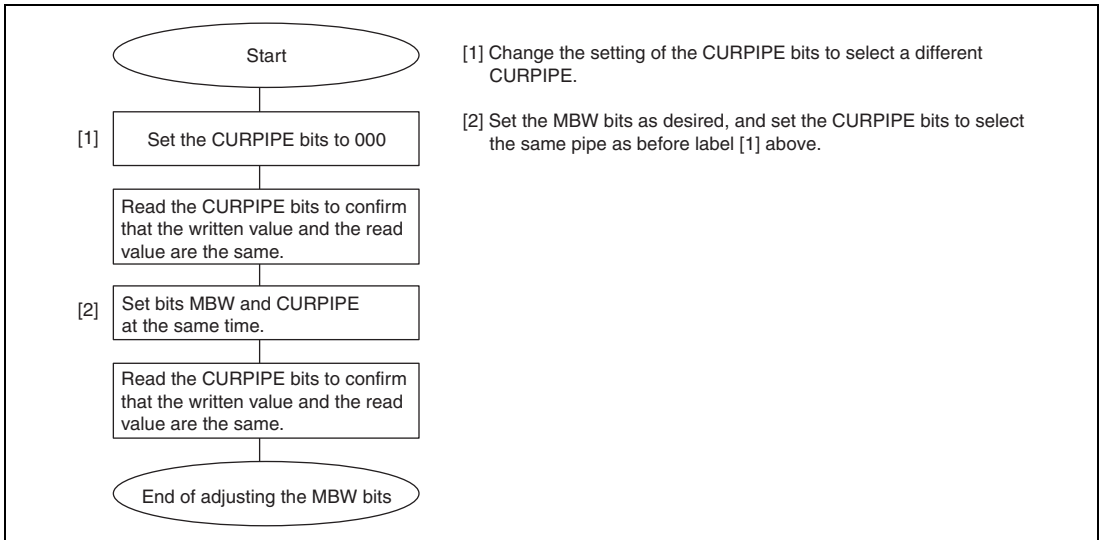 Start
[1]
Set the CURPIPE bits to 000
Read the CURPIPE bits to confirm
that the written value and the read
value are the same.
[2]
Set bits MBW and CURPIPE
at the same time.
Read the CURPIPE bits to confirm
that the written value and the read
value are the same.
End of adjusting the MBW bits
[1] Change the setting of the CURPIPE bits to select a different
CURPIPE.
[2] Set the MBW bits as desired, and set the CURPIPE bits to select
the same pipe as before label [1] above.